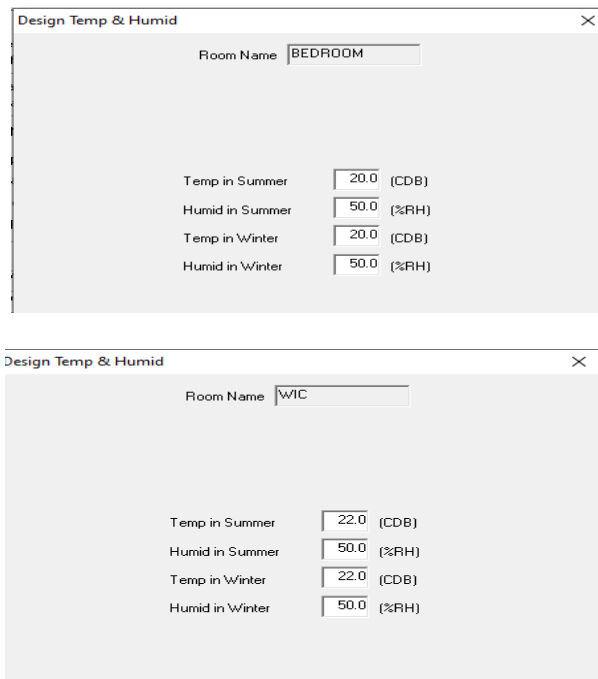 Design Temp & Humid
Room Name BEDROOM
Temp in Summer 20.0 (CDB)
Humid in Summer 50.0 (%RH)
Temp in Winter 20.0 (CDB)
Humid in Winter 50.0 (%RH)
Design Temp & Humid
Room Name WIC
Temp in Summer 22.0 (CDB)
Humid in Summer 50.0 (%RH)
Temp in Winter 22.0 (CDB)
Humid in Winter 50.0 (%RH)